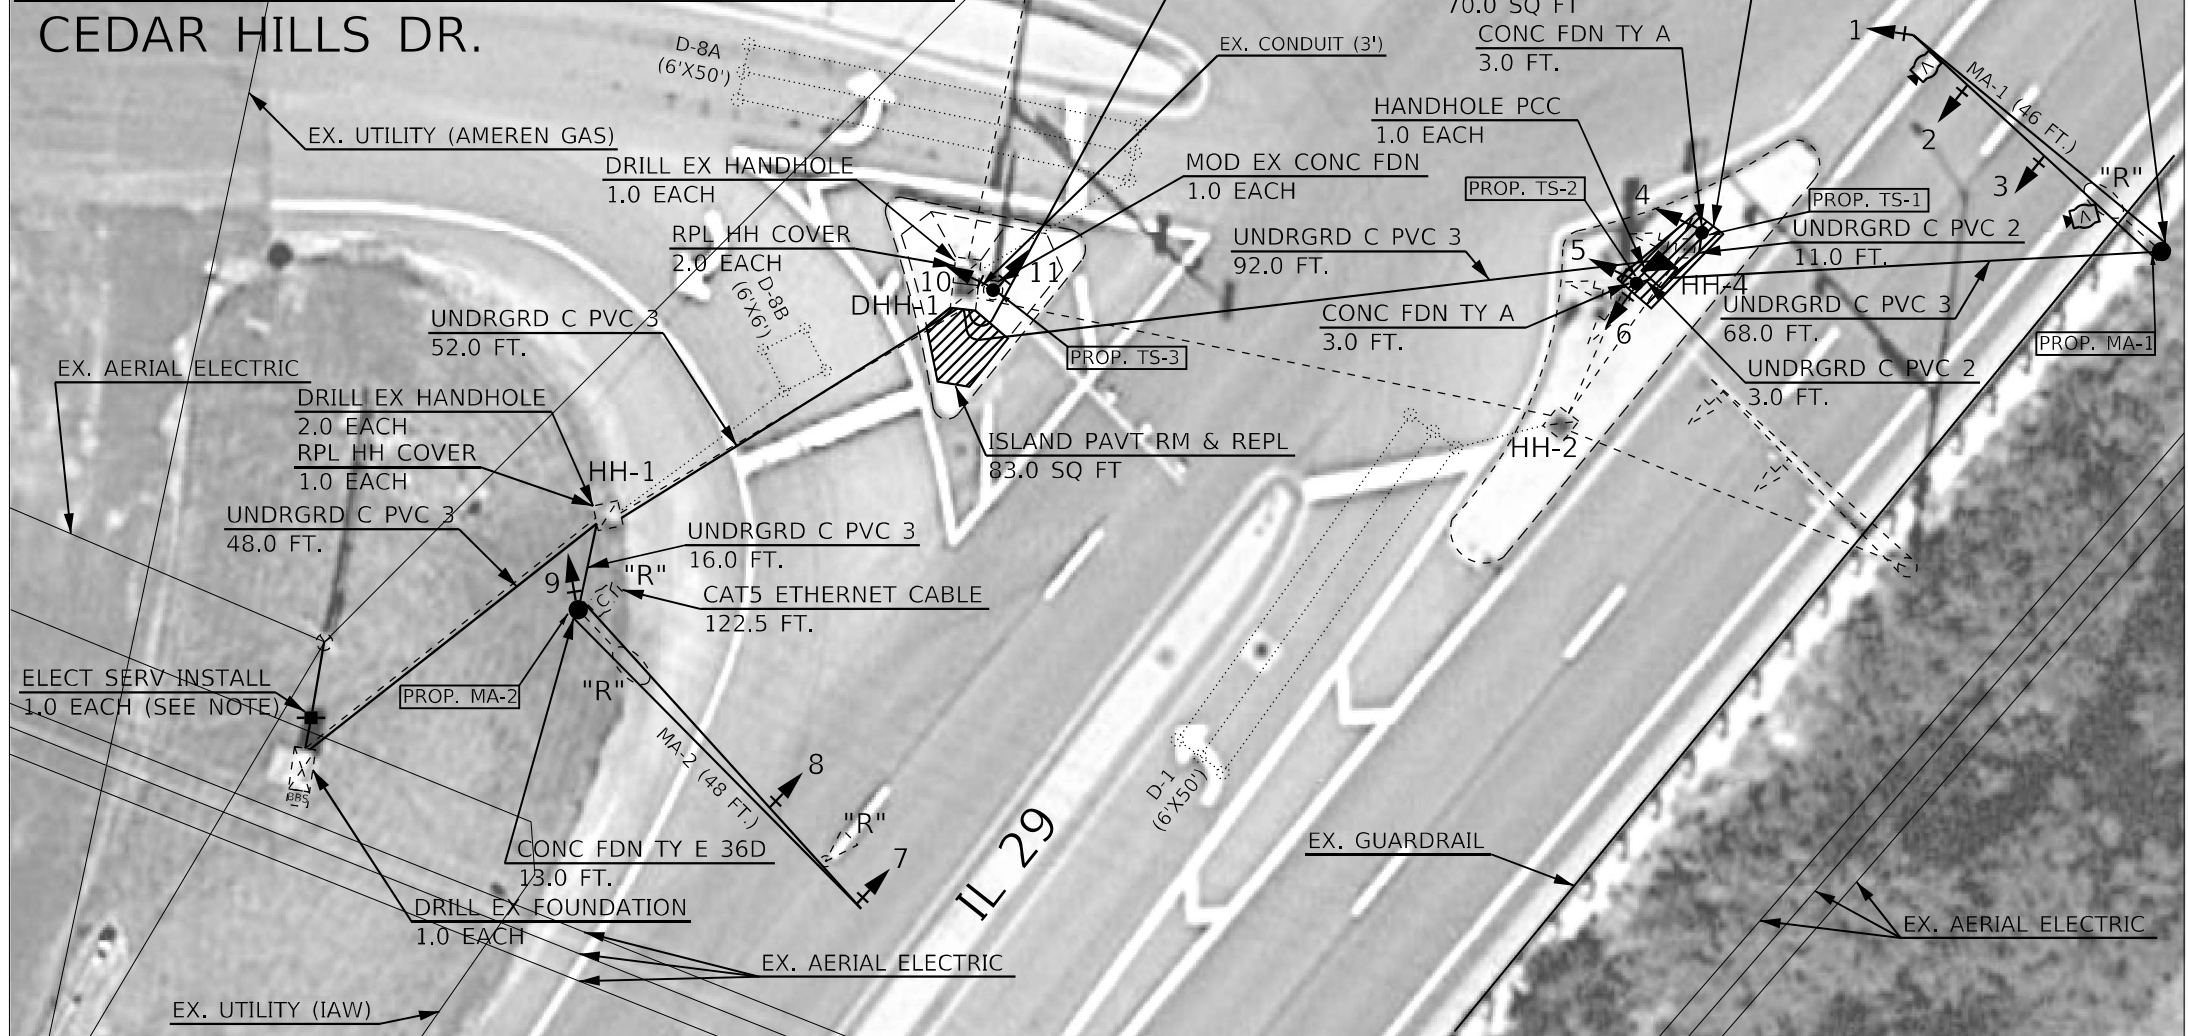 CEDAR HILLS DR.
70.0 SQ FT
CONC FDN TY A
3.0 FT.
D-8A
(6'X50')
EX. CONDUIT (3')
1
MA-1 (46 FT.)
2
3
"R"
EX. UTILITY (AMEREN GAS)
HANDHOLE PCC
1.0 EACH
DRILL EX HANDHOLE
1.0 EACH
MOD EX CONC FDN
1.0 EACH
PROP. TS-2
PROP. TS-1
4
5
6
RPL HH COVER
2.0 EACH
10
11
DHH-1
UNDRGRD C PVC 3
92.0 FT.
UNDRGRD C PVC 2
11.0 FT.
HH-4
D-8B
(6'X6')
UNDRGRD C PVC 3
52.0 FT.
CONC FDN TY A
3.0 FT.
UNDRGRD C PVC 3
68.0 FT.
PROP. MA-1
PROP. TS-3
EX. AERIAL ELECTRIC
UNDRGRD C PVC 2
3.0 FT.
DRILL EX HANDHOLE
2.0 EACH
RPL HH COVER
1.0 EACH
HH-1
ISLAND PAVT RM & REPL
83.0 SQ FT
HH-2
UNDRGRD C PVC 3
48.0 FT.
UNDRGRD C PVC 3
16.0 FT.
9
"R"
C
CAT5 ETHERNET CABLE
122.5 FT.
ELECT SERV INSTALL
1.0 EACH (SEE NOTE)
PROP. MA-2
"R"
MA-2 (48 FT.)
8
"R"
7
D-1
(6'X50')
BBS
CONC FDN TY E 36D
13.0 FT.
IL 29
EX. GUARDRAIL
DRILL EX FOUNDATION
1.0 EACH
EX. AERIAL ELECTRIC
EX. AERIAL ELECTRIC
EX. UTILITY (IAW)